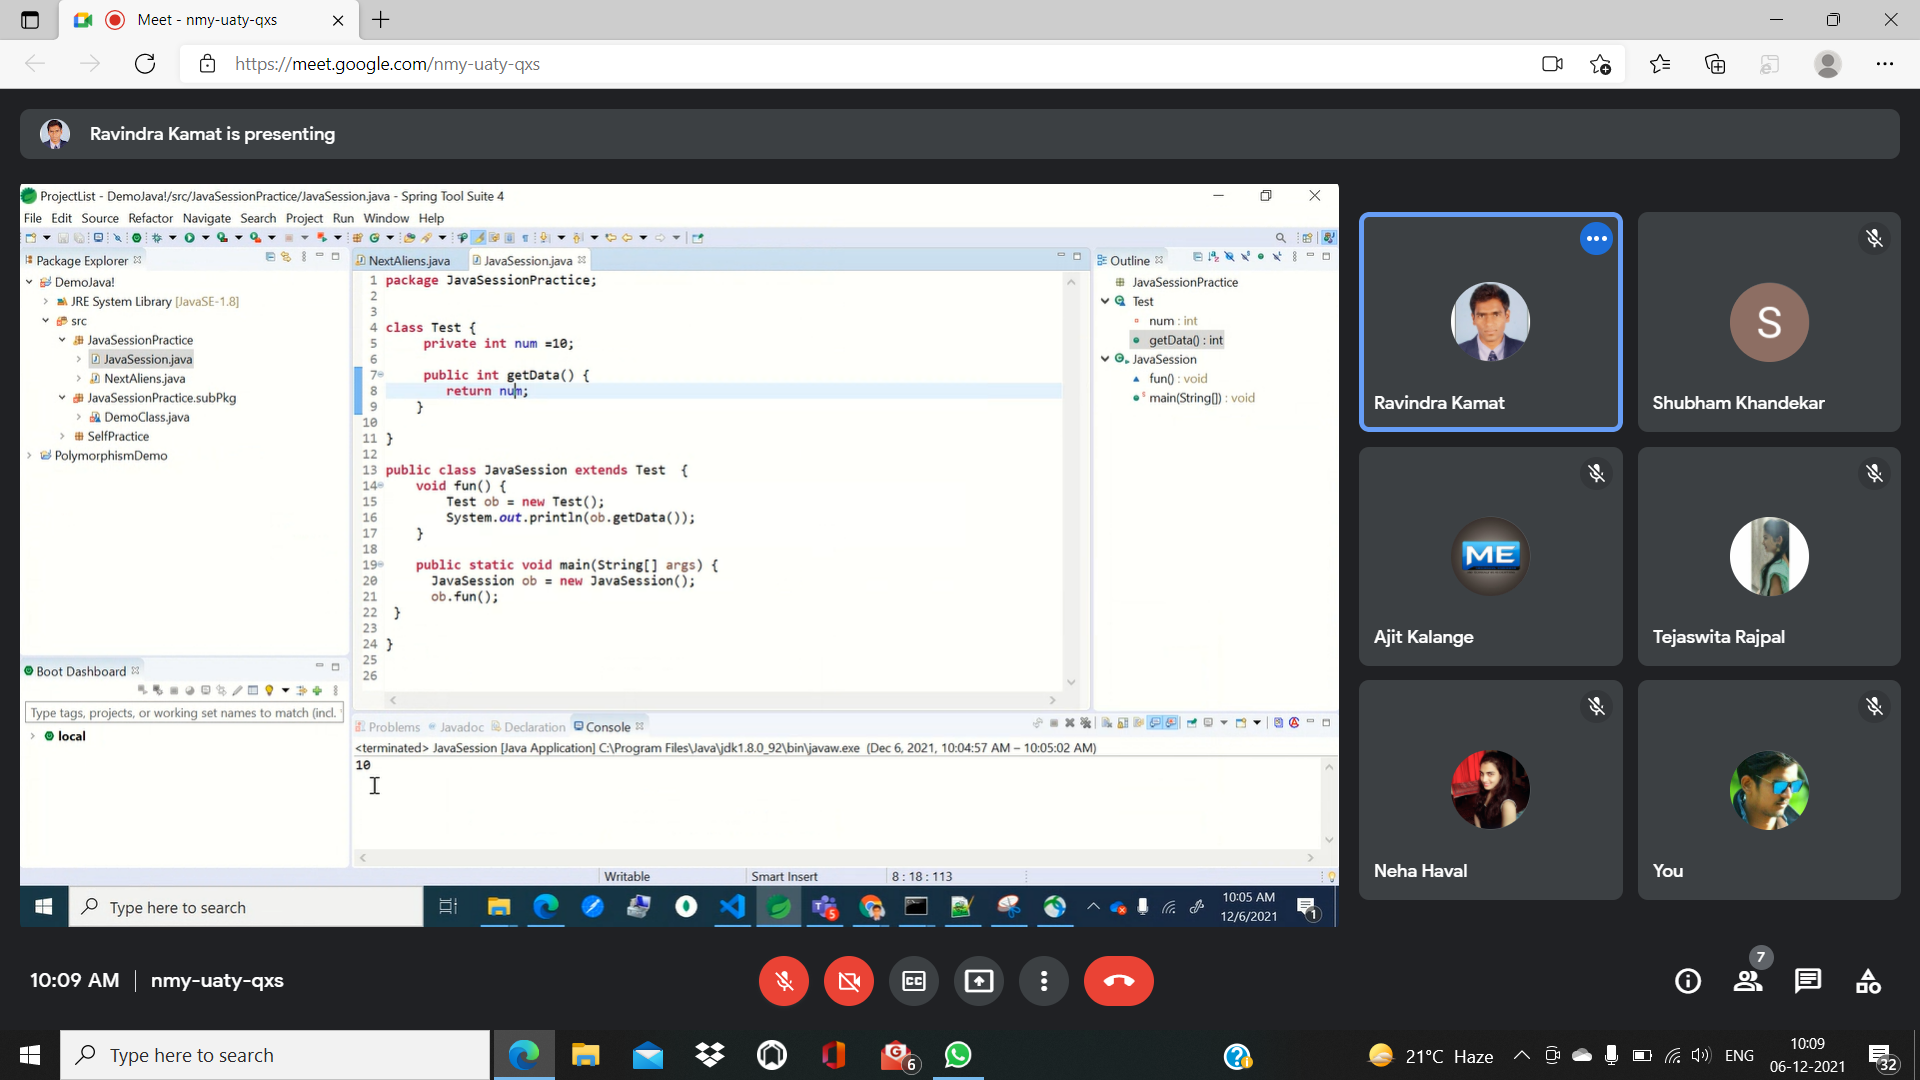 Meet - nmy-uaty-qxs
https://meet.google.com/nmy-uaty-qxs
Ravindra Kamat is presenting
ProjectList - DemoJava!/src/JavaSessionPractice/JavaSession.java - Spring Tool Suite 4
File Edit Source Refactor Navigate Search Project Run Window Help
Package Explorer
DemoJava!
JRE System Library [JavaSE-1.8]
src
JavaSessionPractice
JavaSession.java
NextAliens.java
JavaSessionPractice.subPkg
DemoClass.java
SelfPractice
PolymorphismDemo
Boot Dashboard
Type tags, projects, or working set names to match (incl.
local
NextAliens.java JavaSession.java
1 package JavaSessionPractice;
2
3
4 class Test {
5 private int num =10;
6
7 public int getData() {
8 return num;
9 }
10
11 }
12
13 public class JavaSession extends Test {
14 void fun() {
15 Test ob = new Test();
16 System.out.println(ob.getData());
17 }
18
19 public static void main(String[] args) {
20 JavaSession ob = new JavaSession();
21 ob.fun();
22 }
23
24 }
25
26
Outline
JavaSessionPractice
Test
num : int
getData() : int
JavaSession
fun() : void
main(String[]) : void
Problems Javadoc Declaration Console
<terminated> JavaSession [Java Application] C:\Program Files\Java\jdk1.8.0_92\bin\javaw.exe (Dec 6, 2021, 10:04:57 AM – 10:05:02 AM)
10
Writable Smart Insert 8 : 18 : 113
Type here to search
5
10:05 AM
12/6/2021
1
Ravindra Kamat
S
Shubham Khandekar
ME
Ajit Kalange
Tejaswita Rajpal
Neha Haval
You
10:09 AM nmy-uaty-qxs
CC
7
Type here to search
6
21°C Haze
ENG
10:09
06-12-2021
32